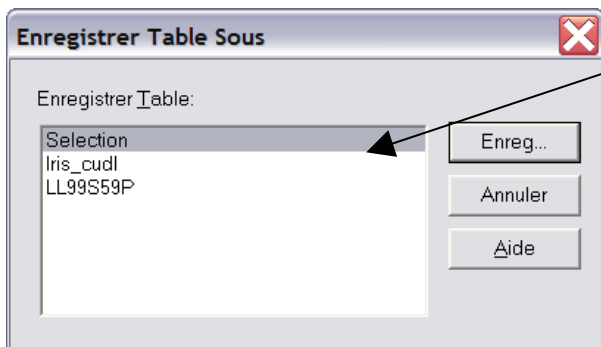 Enregistrer Table Sous
Enregistrer Table:
Selection
Iris_cudl
LL99S59P
Enreg...
Annuler
Aide